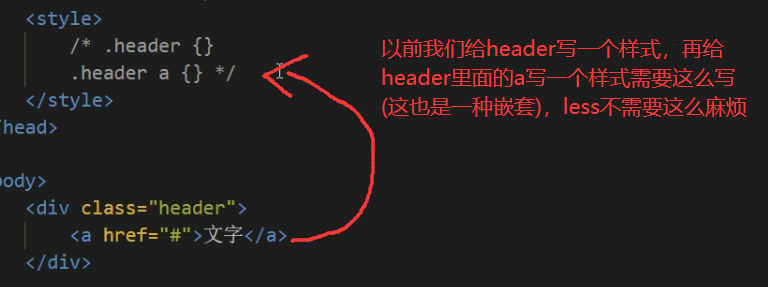 <style>
/* .header {}
.header a {} */
</style>
/head>
body>
<div class="header">
<a href="#">文字</a>
</div>
以前我们给header写一个样式，再给
header里面的a写一个样式需要这么写
(这也是一种嵌套)，less不需要这么麻烦